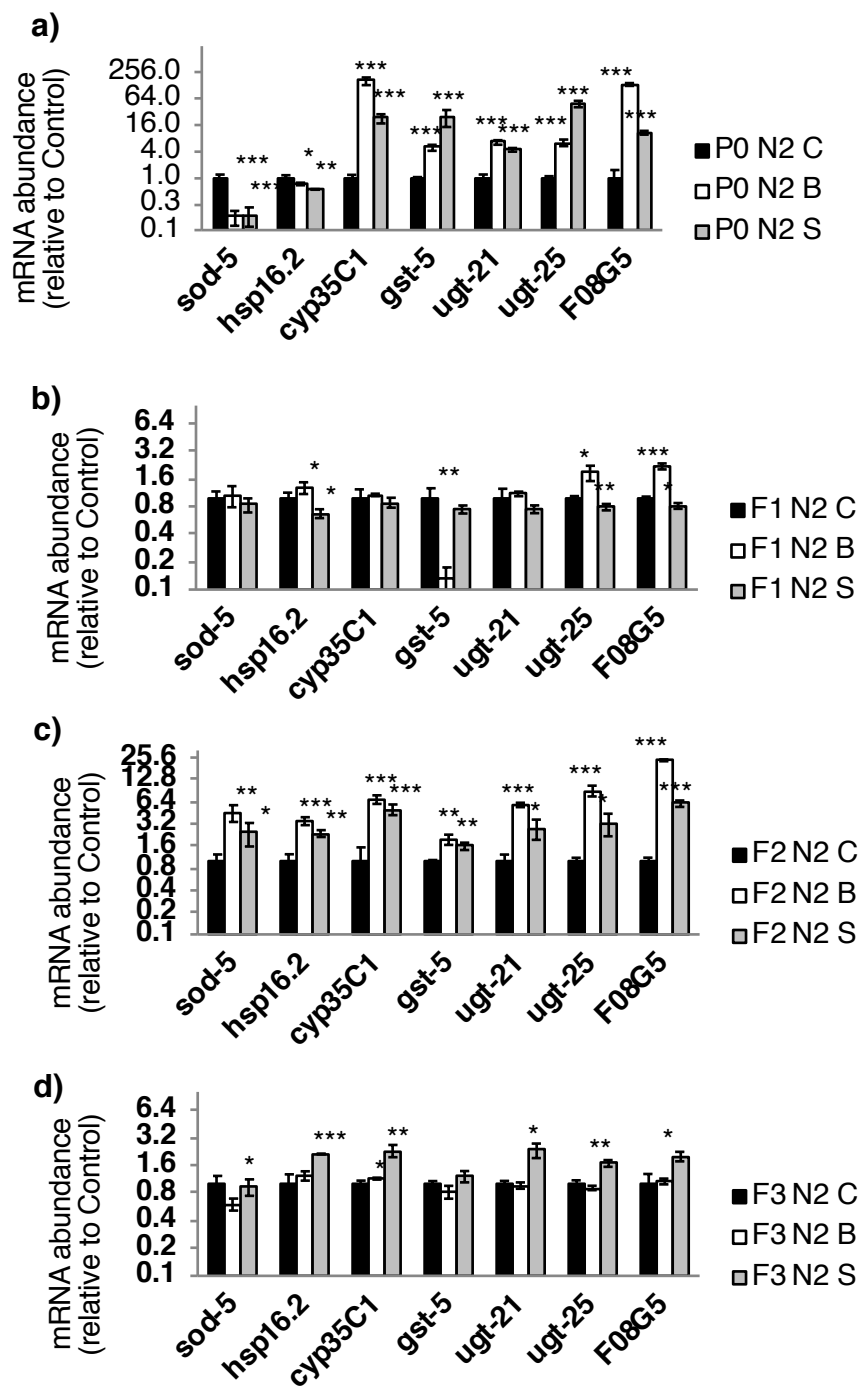 a)
mRNA abundance
(relative to Control)
256.0
64.0
16.0
4.0
1.0
0.3
0.1
***
***
*
**
***
***
***
***
***
***
***
***
***
***
sod-5
hsp16.2
cyp35C1
gst-5
ugt-21
ugt-25
F08G5
P0 N2 C
P0 N2 B
P0 N2 S
b)
mRNA abundance
(relative to Control)
6.4
3.2
1.6
0.8
0.4
0.2
0.1
*
*
**
*
**
***
*
sod-5
hsp16.2
cyp35C1
gst-5
ugt-21
ugt-25
F08G5
F1 N2 C
F1 N2 B
F1 N2 S
c)
mRNA abundance
(relative to Control)
25.6
12.8
6.4
3.2
1.6
0.8
0.4
0.2
0.1
**
*
***
**
***
***
**
**
***
*
***
*
***
***
sod-5
hsp16.2
cyp35C1
gst-5
ugt-21
ugt-25
F08G5
F2 N2 C
F2 N2 B
F2 N2 S
d)
mRNA abundance
(relative to Control)
6.4
3.2
1.6
0.8
0.4
0.2
0.1
*
***
*
**
*
**
*
sod-5
hsp16.2
cyp35C1
gst-5
ugt-21
ugt-25
F08G5
F3 N2 C
F3 N2 B
F3 N2 S